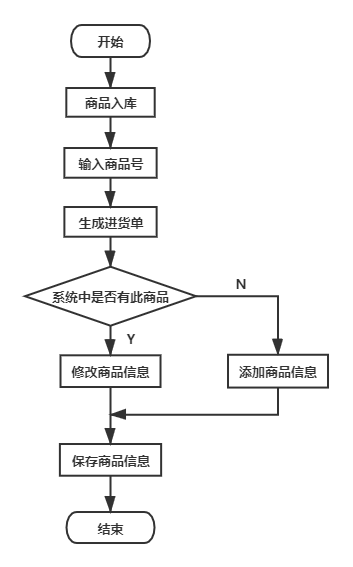 开始
商品入库
输入商品号
生成进货单
系统中是否有此商品
N
Y
修改商品信息
添加商品信息
保存商品信息
结束